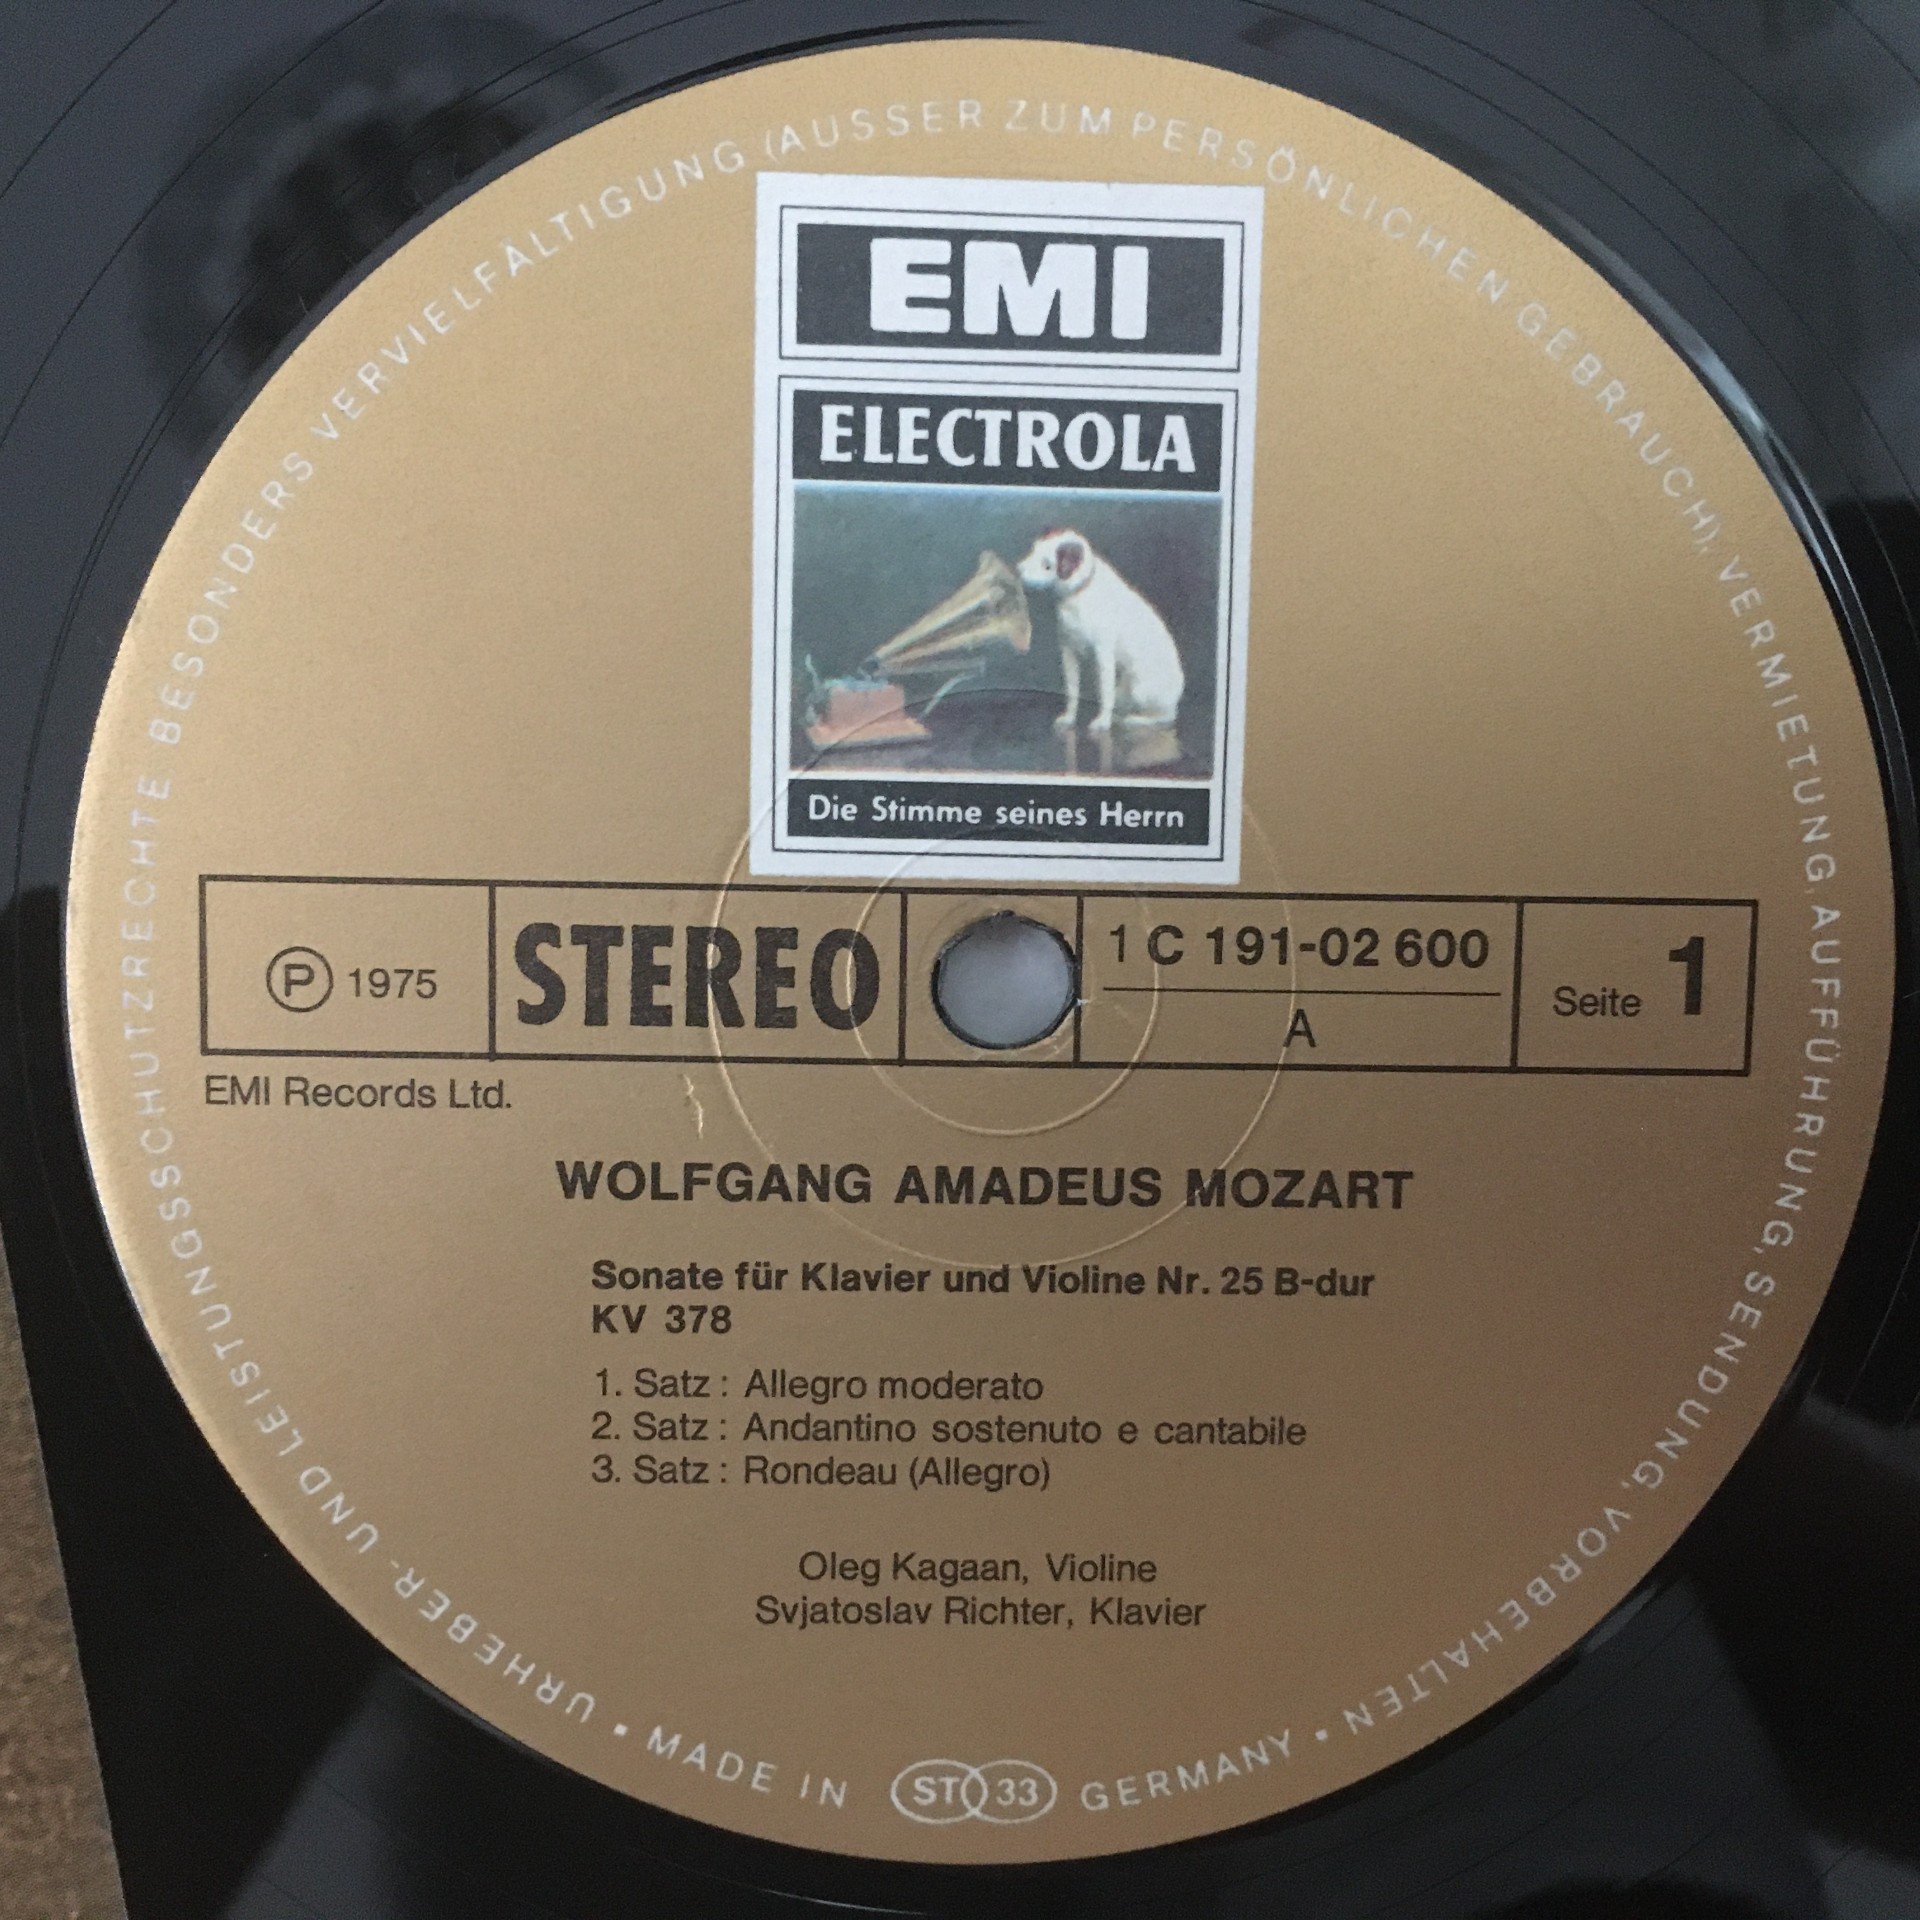 EMI
ELECTROLA
Die Stimme seines Herrn
Ⓟ 1975
STEREO
1 C 191-02 600
A
Seite 1
EMI Records Ltd.
WOLFGANG AMADEUS MOZART
Sonate für Klavier und Violine Nr. 25 B-dur
KV 378
1. Satz : Allegro moderato
2. Satz : Andantino sostenuto e cantabile
3. Satz : Rondeau (Allegro)
Oleg Kagaan, Violine
Svjatoslav Richter, Klavier
URHEBER- UND LEISTUNGSSCHUTZRECHTE BESONDERS VERVIELFÄLTIGUNG (AUSSER ZUM PERSÖNLICHEN GEBRAUCH), VERMIETUNG, AUFFÜHRUNG, SENDUNG, VORBEHALTEN •
MADE IN ST 33 GERMANY •